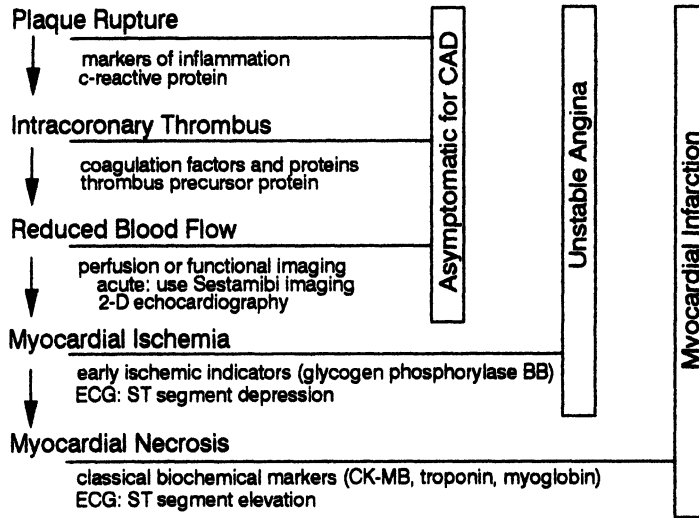 Plaque Rupture
markers of inflammation
c-reactive protein
Intracoronary Thrombus
coagulation factors and proteins
thrombus precursor protein
Reduced Blood Flow
perfusion or functional imaging
acute: use Sestamibi imaging
2-D echocardiography
Myocardial Ischemia
early ischemic indicators (glycogen phosphorylase BB)
ECG: ST segment depression
Myocardial Necrosis
classical biochemical markers (CK-MB, troponin, myoglobin)
ECG: ST segment elevation
Asymptomatic for CAD
Unstable Angina
Myocardial Infarction